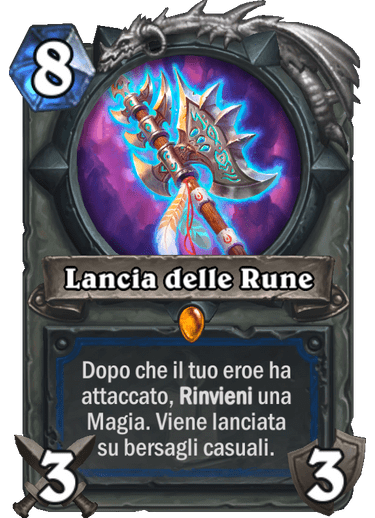 8
Lancia delle Rune
Dopo che il tuo eroe ha
attaccato, Rinvieni una
Magia. Viene lanciata
su bersagli casuali.
3
3